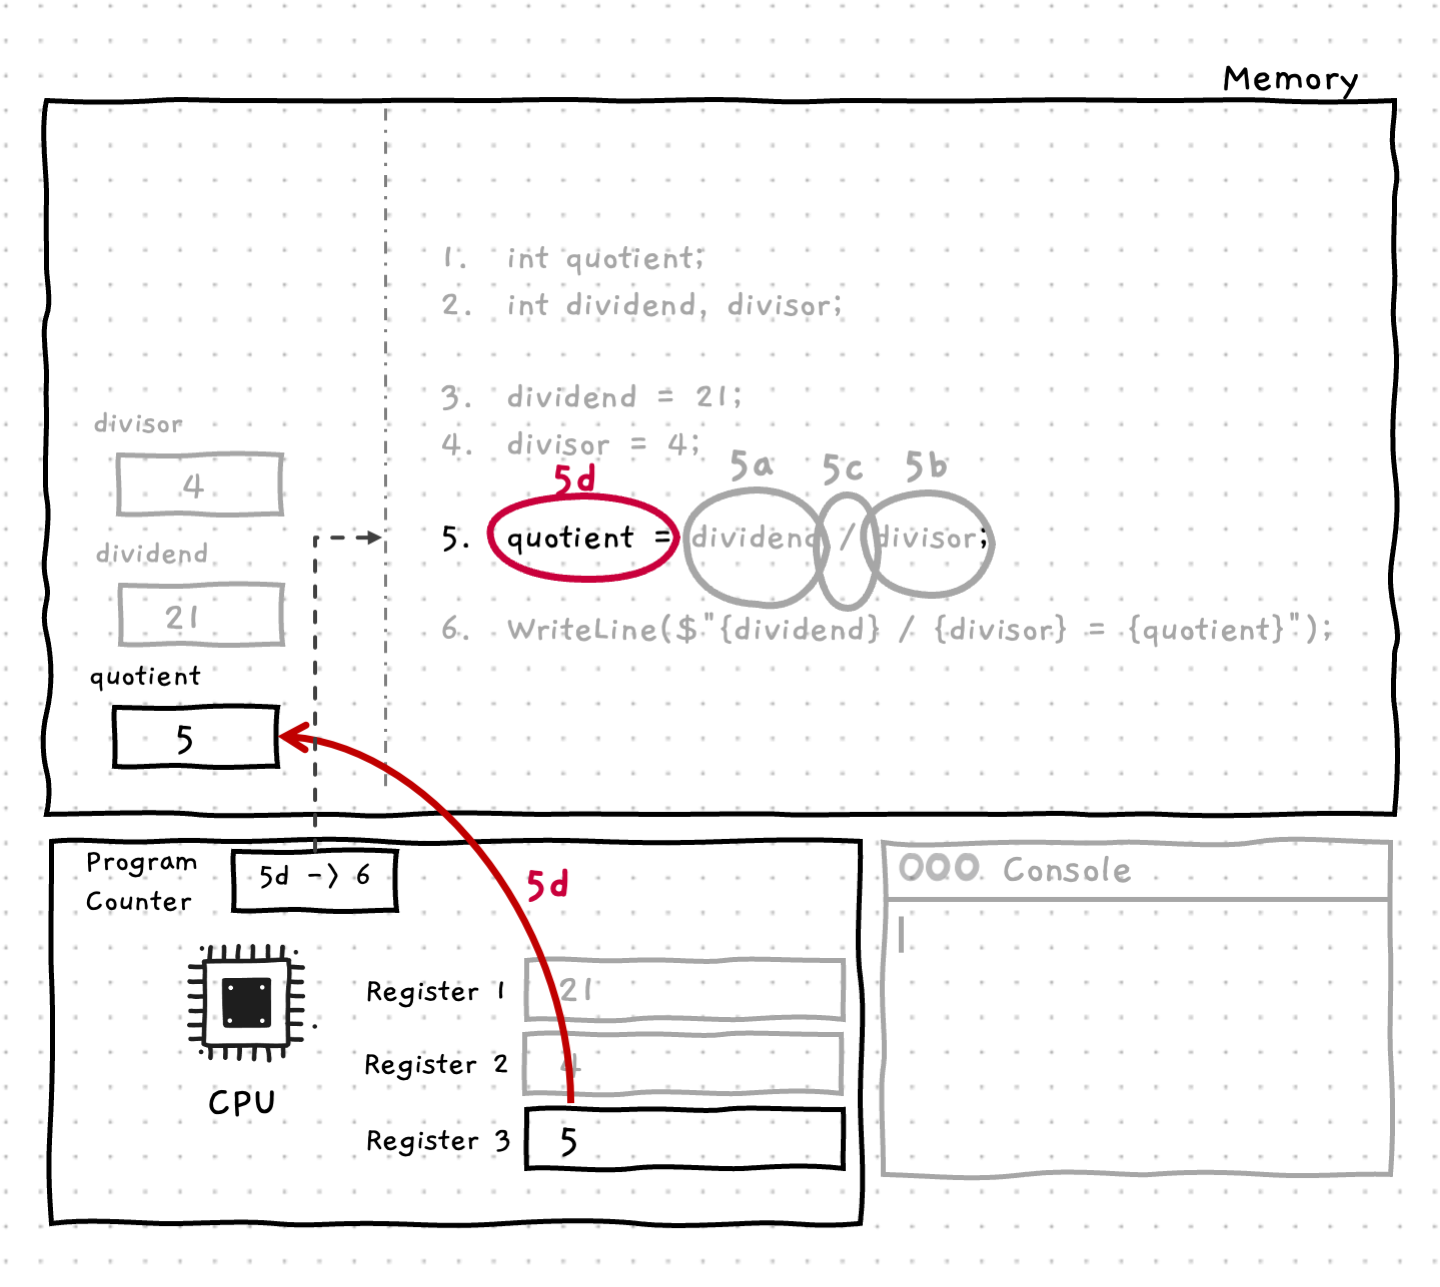 Memory
1. int quotient;
2. int dividend, divisor;
3. dividend = 21;
4. divisor = 4;
5d 5a 5c 5b
5. quotient = dividend / divisor;
6. WriteLine($"{dividend} / {divisor} = {quotient}");
divisor
4
dividend
21
quotient
5
Program
Counter
5d -> 6
5d
CPU
Register 1 21
Register 2 4
Register 3 5
Console